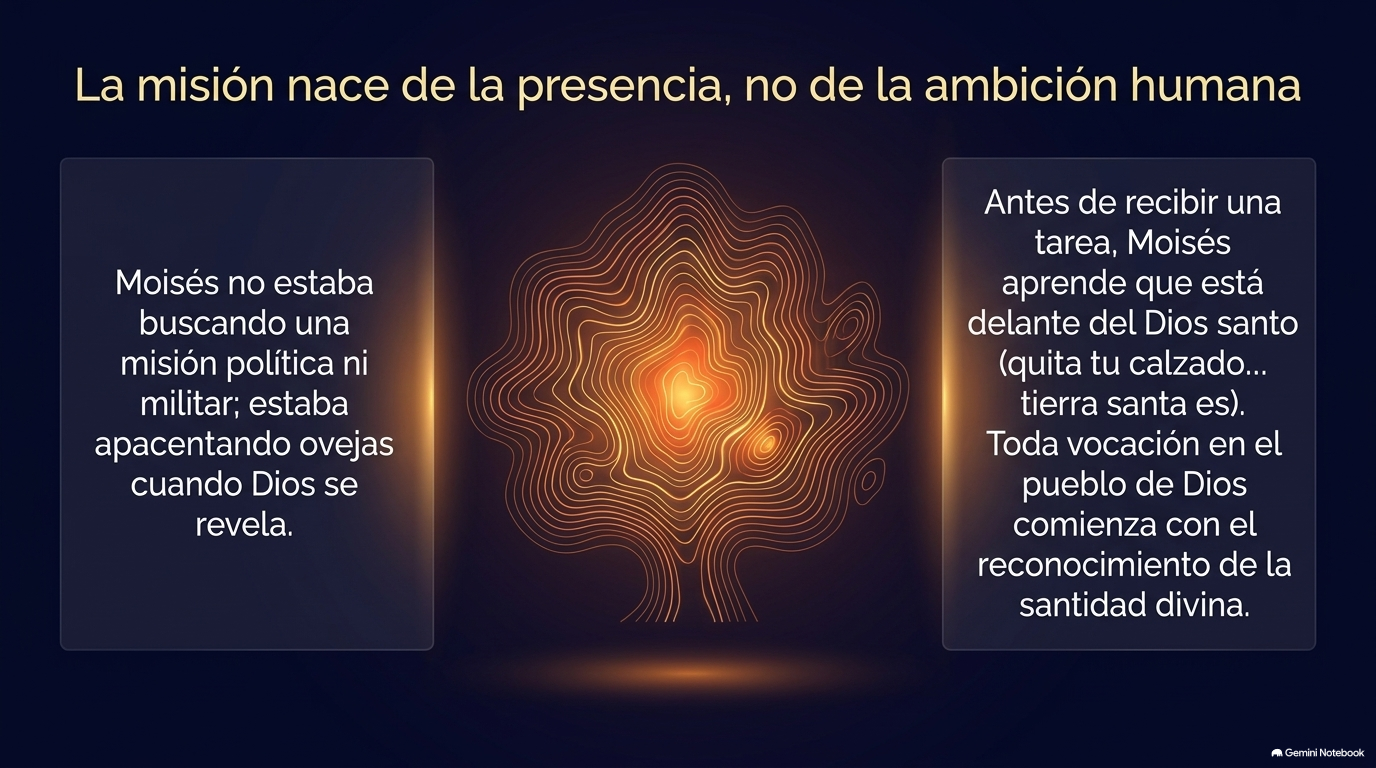 La misión nace de la presencia, no de la ambición humana
Moisés no estaba
buscando una
misión política ni
militar; estaba
apacentando ovejas
cuando Dios se
revela.
Antes de recibir una
tarea, Moisés
aprende que está
delante del Dios santo
(quita tu calzado...
tierra santa es).
Toda vocación en el
pueblo de Dios
comienza con el
reconocimiento de la
santidad divina.
Gemini Notebook